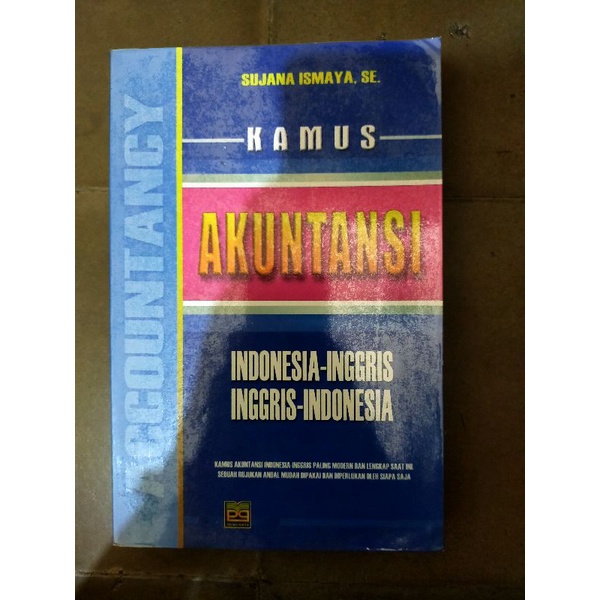 SUJANA ISMAYA, SE.
KAMUS
AKUNTANSI
INDONESIA-INGGRIS
INGGRIS-INDONESIA
KAMUS AKUNTANSI INDONESIA-INGGRIS PALING MODERN DAN LENGKAP SAAT INI.
SEBUAH RUJUKAN ANDAL MUDAH DIPAKAI DAN DIPERLUKAN OLEH SIAPA SAJA
ACCOUNTANCY